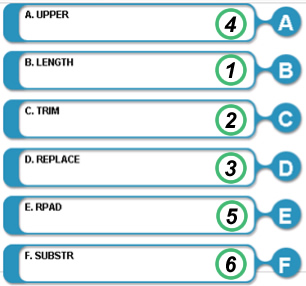 A. UPPER 4 A
B. LENGTH 1 B
C. TRIM 2 C
D. REPLACE 3 D
E. RPAD 5 E
F. SUBSTR 6 F